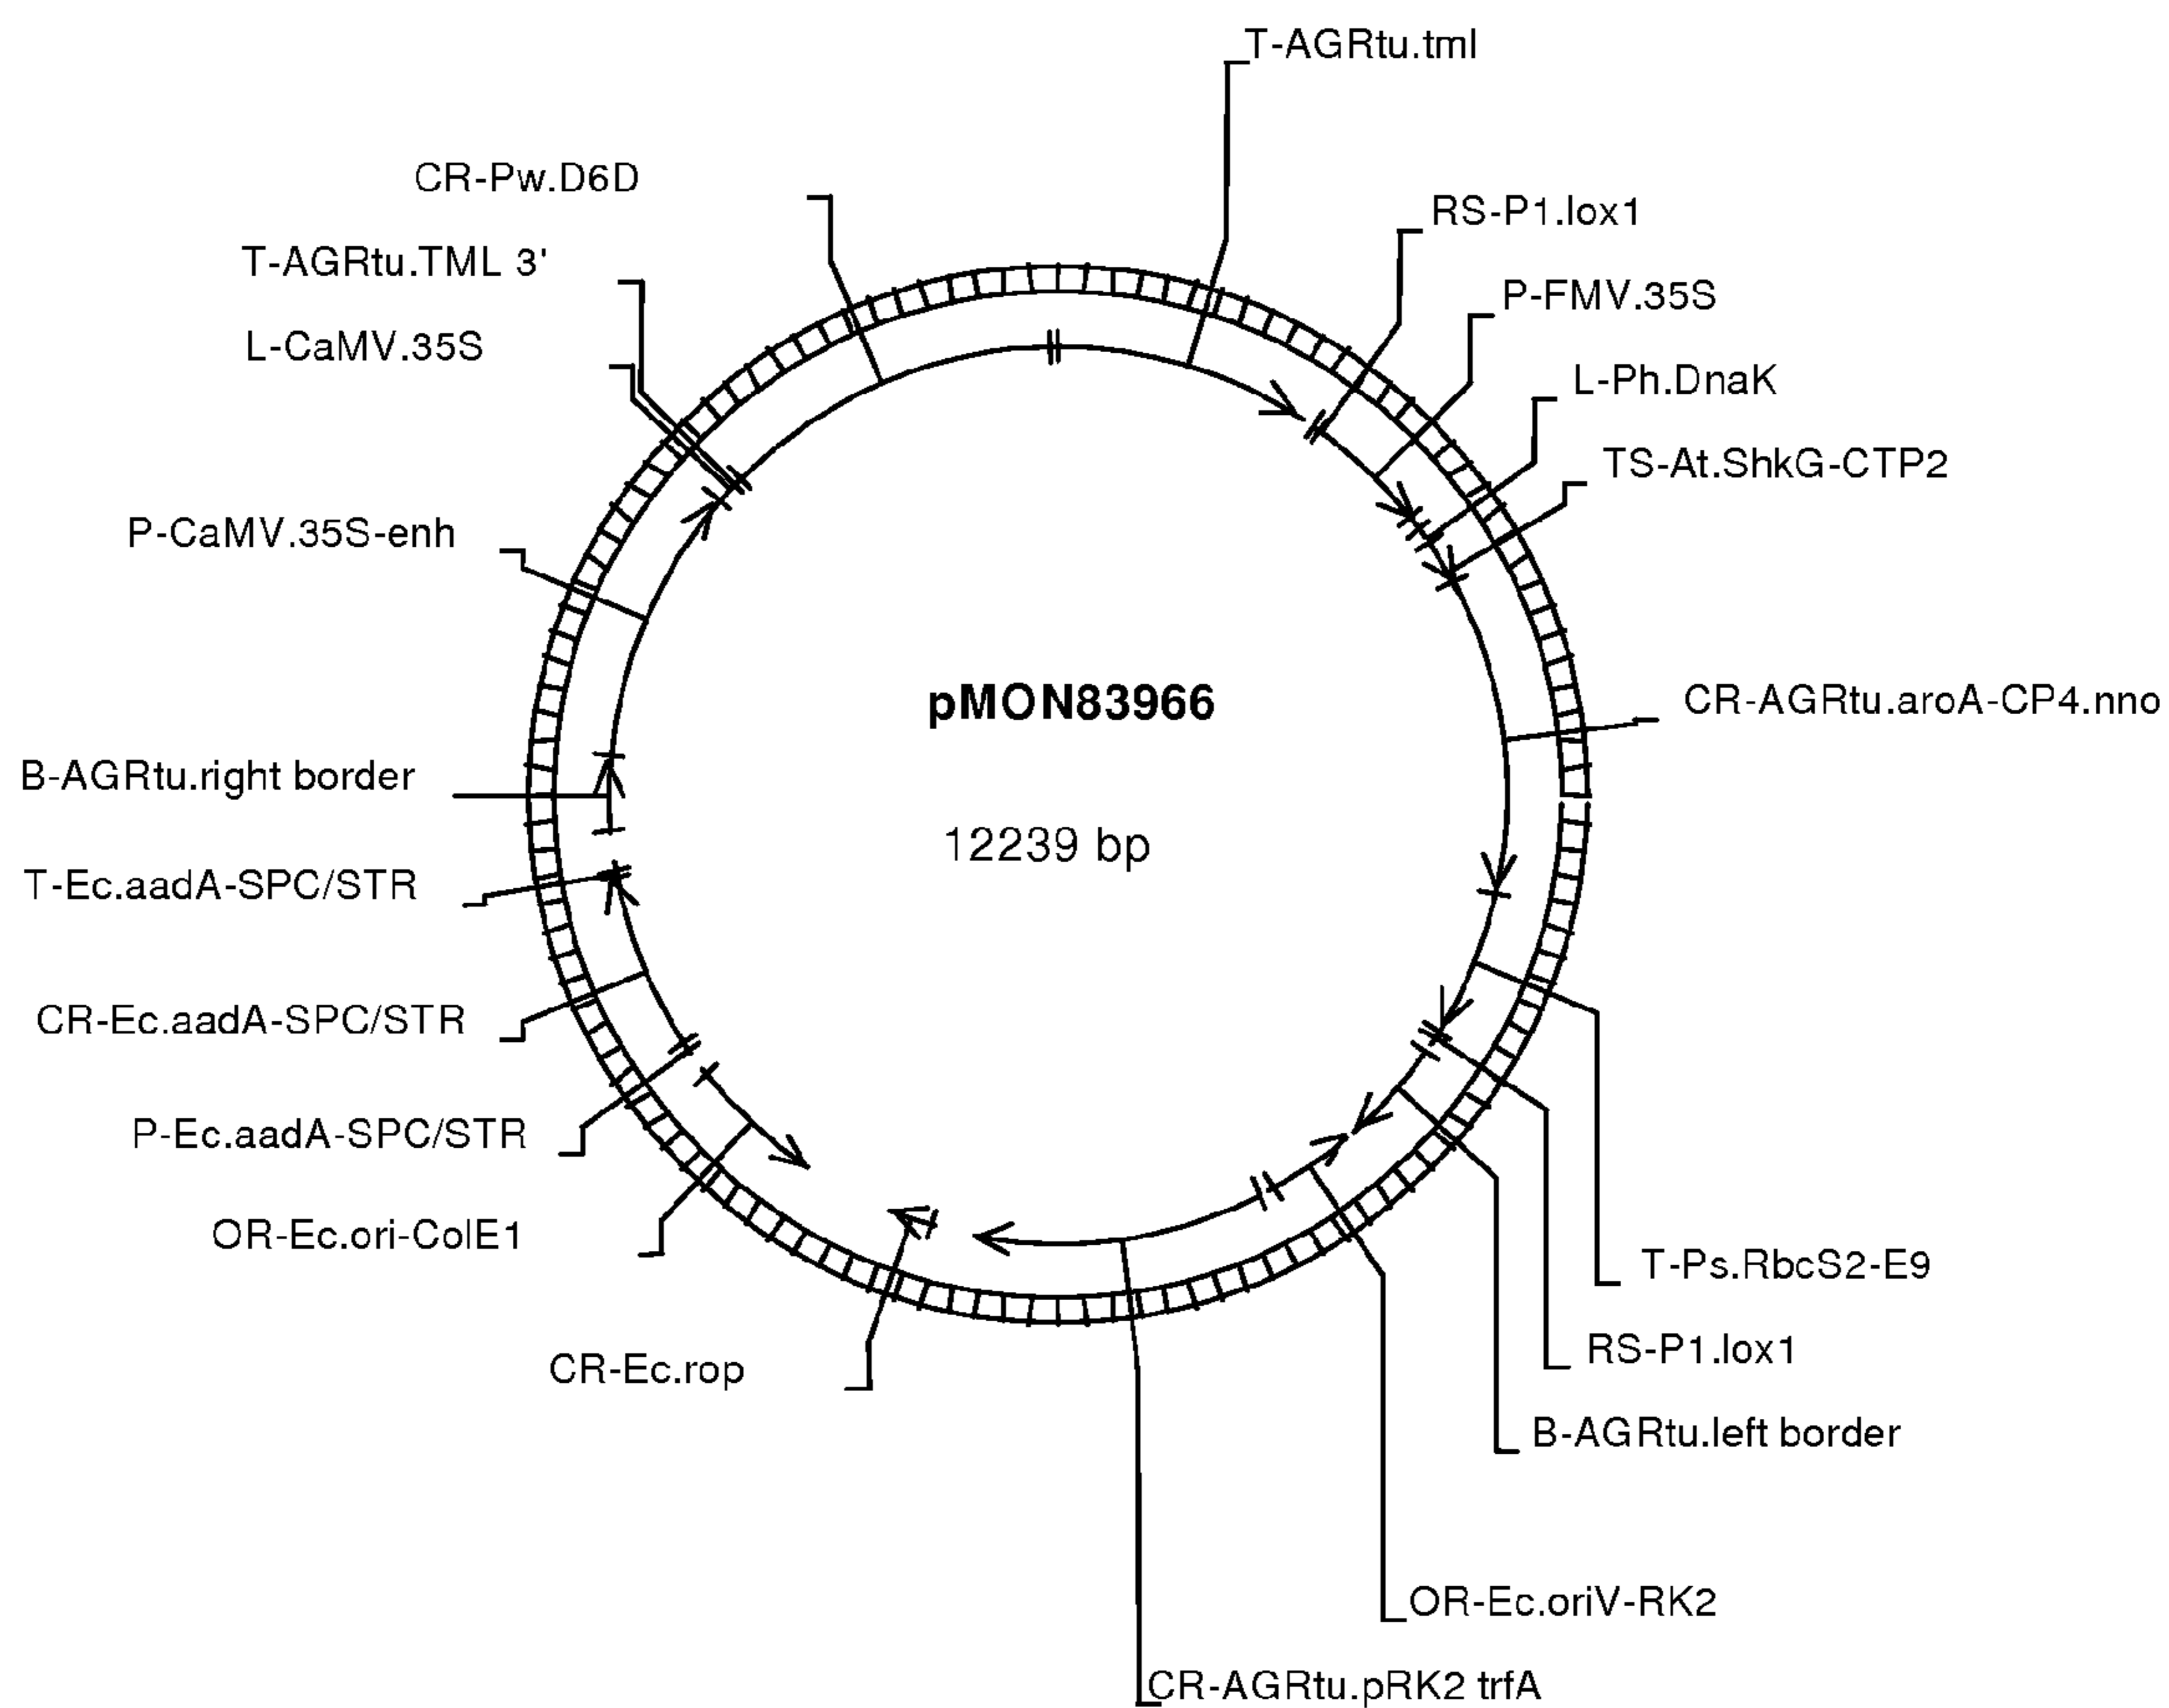 T-AGRtu.tml
CR-Pw.D6D
RS-P1.lox1
T-AGRtu.TML 3'
P-FMV.35S
L-CaMV.35S
L-Ph.DnaK
TS-At.ShkG-CTP2
P-CaMV.35S-enh
pMON83966
CR-AGRtu.aroA-CP4.nno
B-AGRtu.right border
12239 bp
T-Ec.aadA-SPC/STR
CR-Ec.aadA-SPC/STR
P-Ec.aadA-SPC/STR
OR-Ec.ori-ColE1
T-Ps.RbcS2-E9
RS-P1.lox1
CR-Ec.rop
B-AGRtu.left border
OR-Ec.oriV-RK2
CR-AGRtu.pRK2 trfA